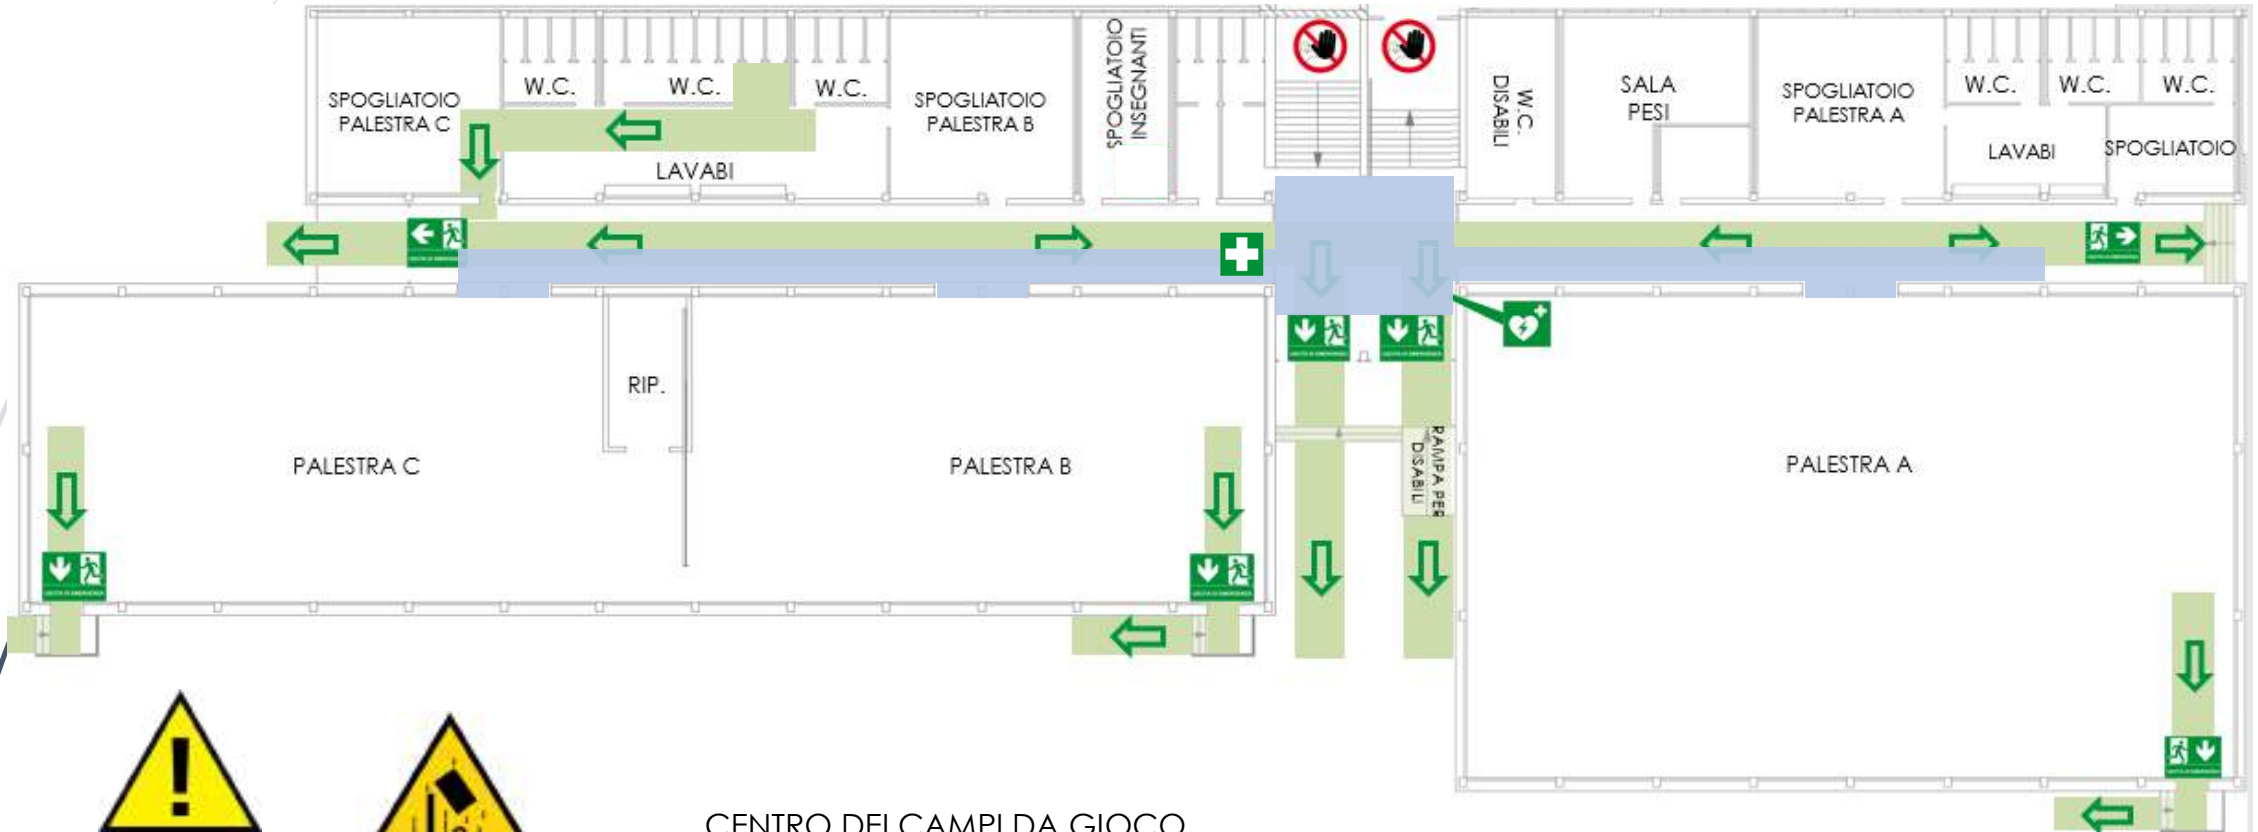 SPOGLIATOIO
PALESTRA C
W.C.
W.C.
W.C.
LAVABI
SPOGLIATOIO
PALESTRA B
SPOGLIATOIO
INSEGNANTI
W.C.
DISABILI
SALA
PESI
SPOGLIATOIO
PALESTRA A
W.C.
W.C.
W.C.
LAVABI
SPOGLIATOIO
RIP.
PALESTRA C
PALESTRA B
RAMPA PER
DISABILI
PALESTRA A
CENTRO DEI CAMPI DA GIOCO